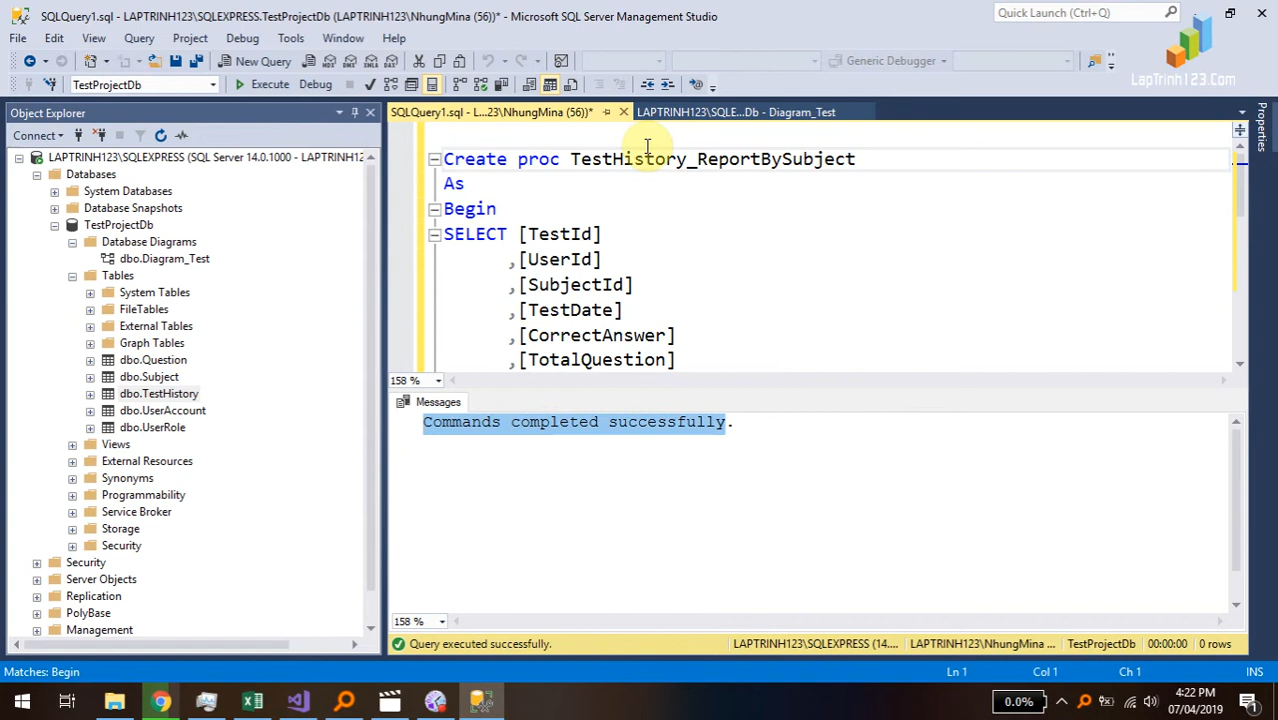 SQLQuery1.sql - LAPTRINH123\SQLEXPRESS.TestProjectDb (LAPTRINH123\NhungMina (56))* - Microsoft SQL Server Management Studio
Quick Launch (Ctrl+Q)
File Edit View Query Project Debug Tools Window Help
New Query
Generic Debugger
LapTrinh123.Com
TestProjectDb
Execute
Debug
Object Explorer
SQLQuery1.sql - L...23\NhungMina (56))*
LAPTRINH123\SQLE...Db - Diagram_Test
Properties
Connect
LAPTRINH123\SQLEXPRESS (SQL Server 14.0.1000 - LAPTRINH123
Databases
System Databases
Database Snapshots
TestProjectDb
Database Diagrams
dbo.Diagram_Test
Tables
System Tables
FileTables
External Tables
Graph Tables
dbo.Question
dbo.Subject
dbo.TestHistory
dbo.UserAccount
dbo.UserRole
Views
External Resources
Synonyms
Programmability
Service Broker
Storage
Security
Security
Server Objects
Replication
PolyBase
Management
Create proc TestHistory_ReportBySubject
As
Begin
SELECT [TestId]
,[UserId]
,[SubjectId]
,[TestDate]
,[CorrectAnswer]
,[TotalQuestion]
158 %
Messages
Commands completed successfully.
158 %
Query executed successfully.
LAPTRINH123\SQLEXPRESS (14....
LAPTRINH123\NhungMina ...
TestProjectDb
00:00:00
0 rows
Matches: Begin
Ln 1
Col 1
Ch 1
INS
0.0%
4:22 PM
07/04/2019
1